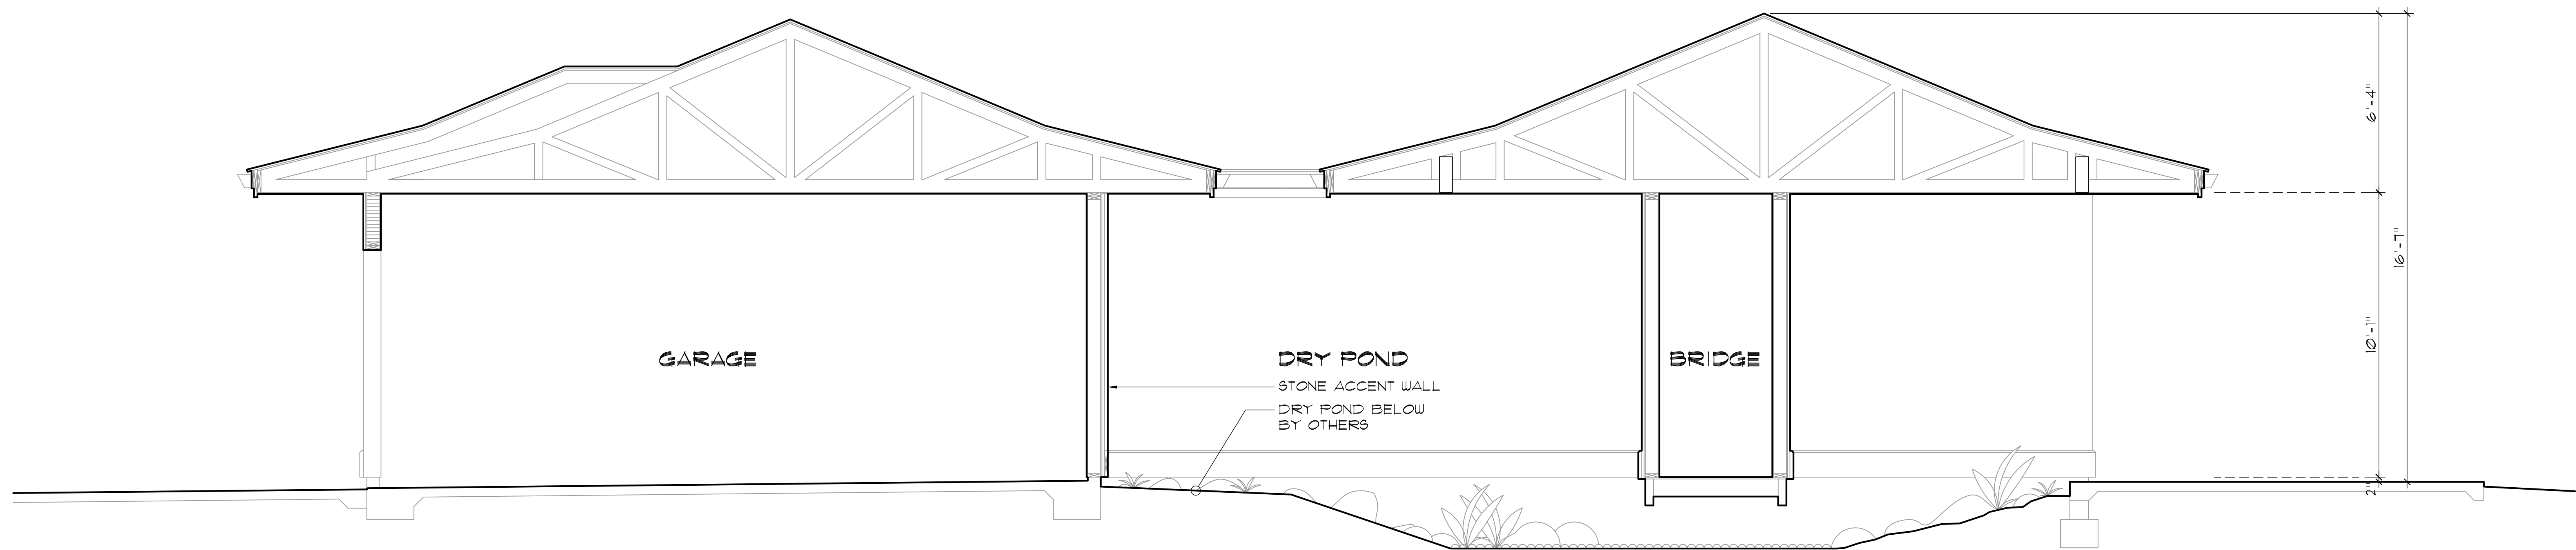 GARAGE
DRY POND
STONE ACCENT WALL
DRY POND BELOW
BY OTHERS
BRIDGE
6'-4"
16'-7"
10'-1"
2"